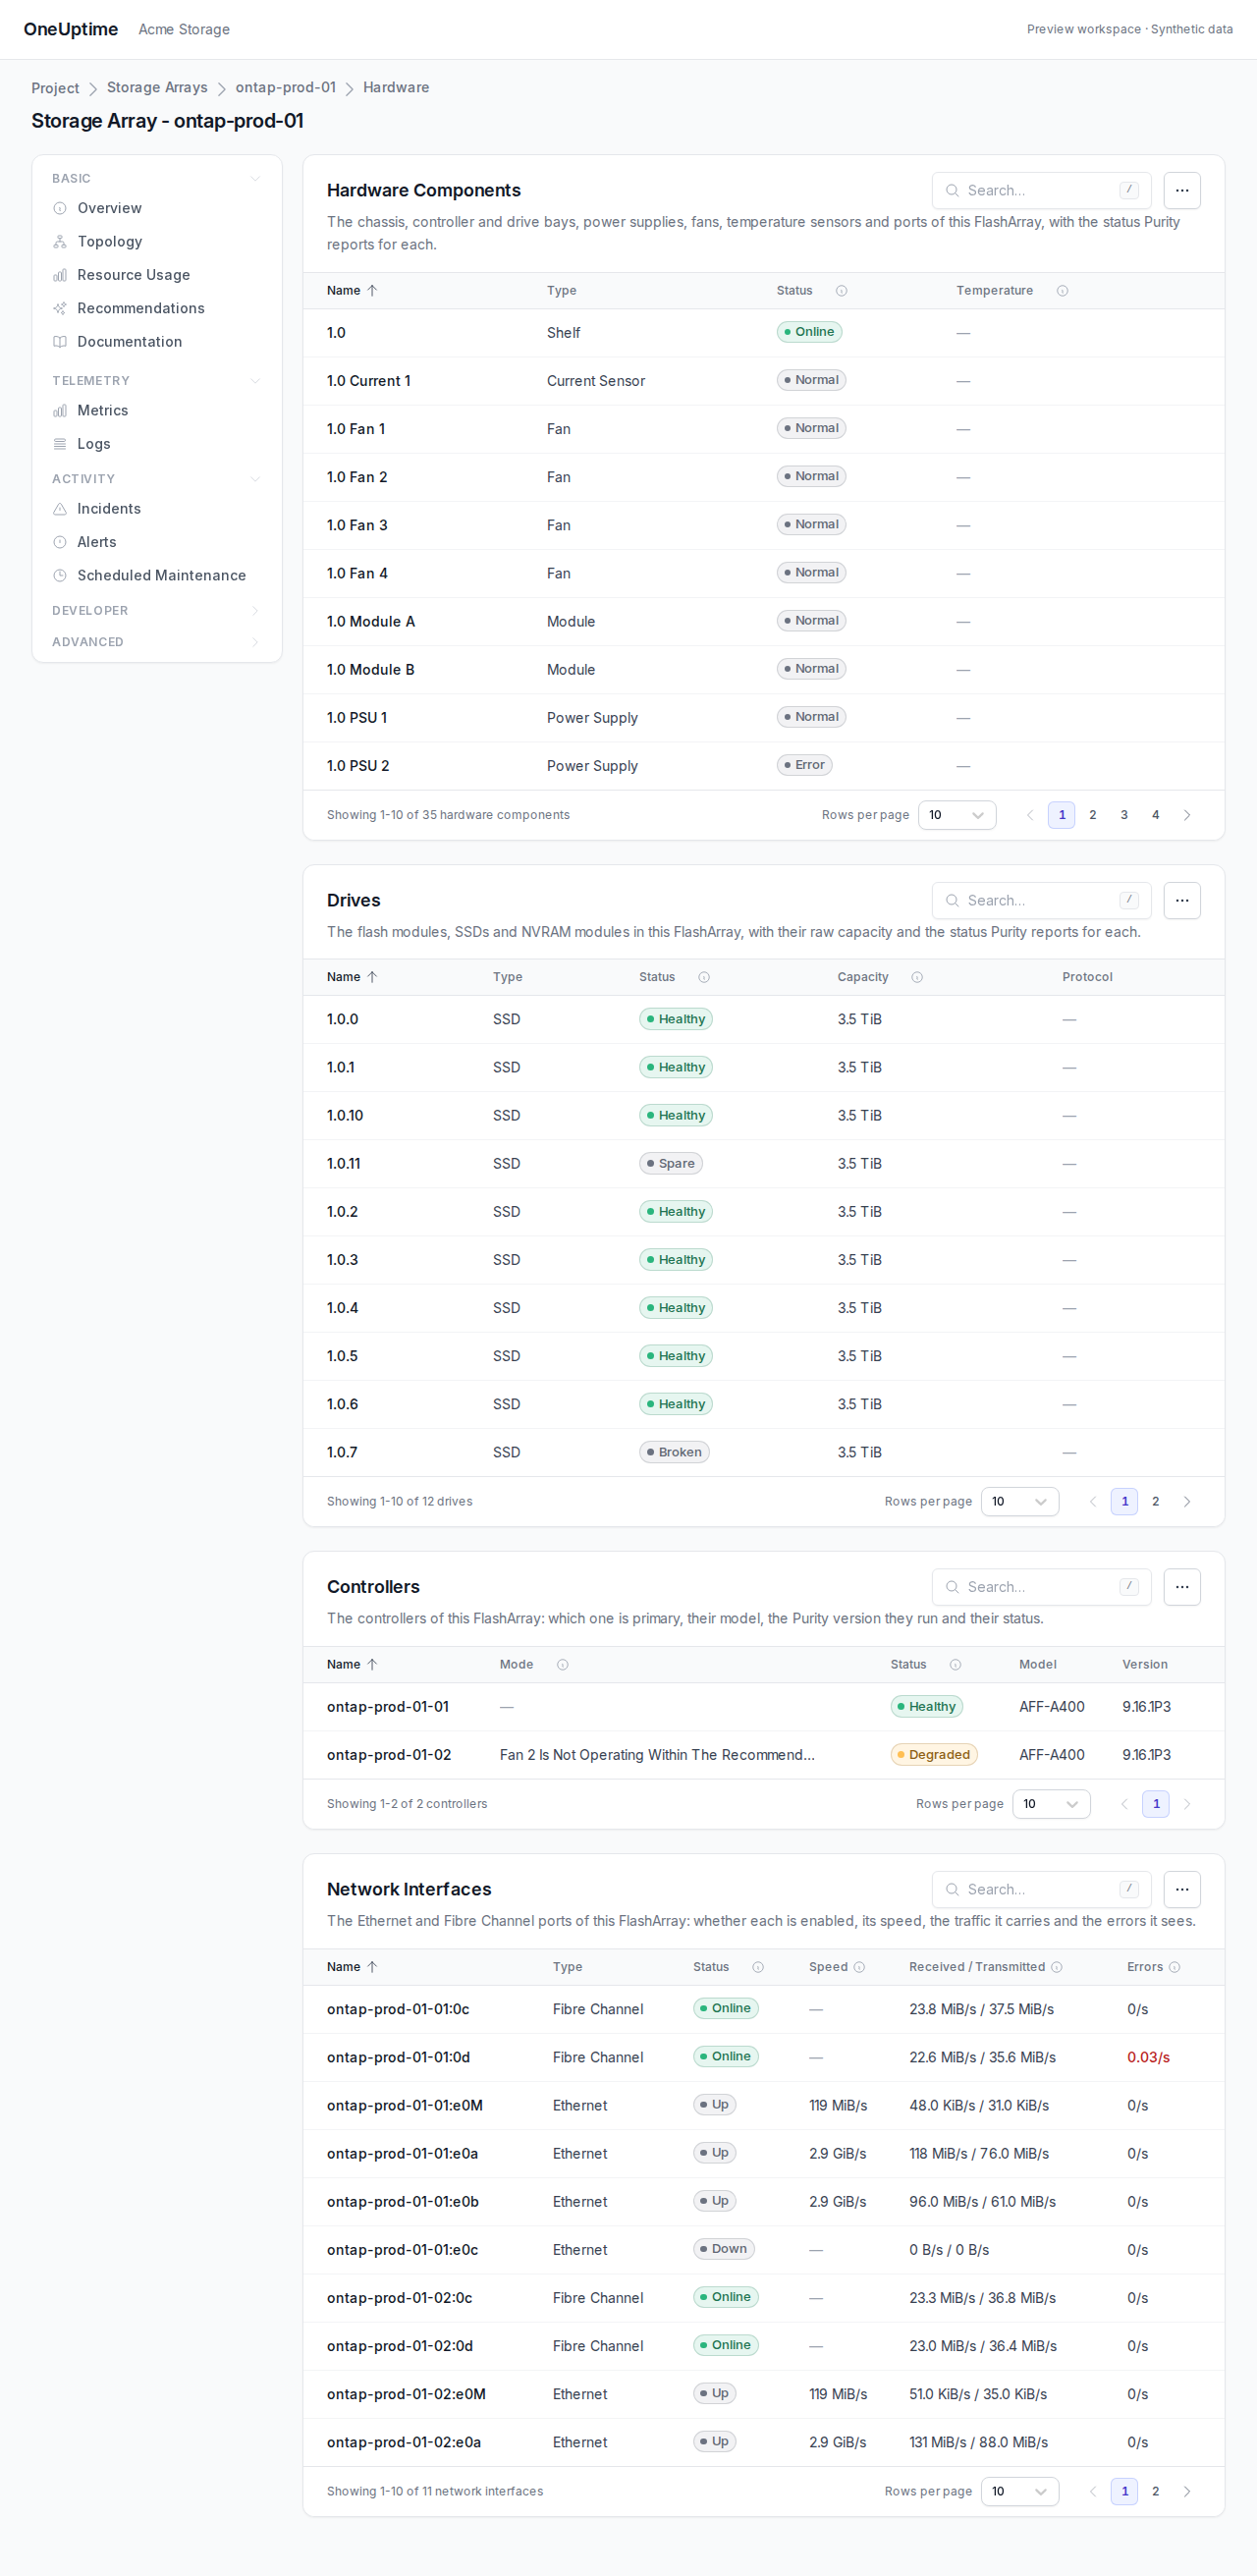 OneUptime Acme Storage Preview workspace · Synthetic data
Project Storage Arrays ontap-prod-01 Hardware
Storage Array - ontap-prod-01
BASIC
Overview
Topology
Resource Usage
Recommendations
Documentation
TELEMETRY
Metrics
Logs
ACTIVITY
Incidents
Alerts
Scheduled Maintenance
DEVELOPER
ADVANCED
Hardware Components Search... / ...
The chassis, controller and drive bays, power supplies, fans, temperature sensors and ports of this FlashArray, with the status Purity
reports for each.
Name Type Status Temperature
1.0 Shelf Online —
1.0 Current 1 Current Sensor Normal —
1.0 Fan 1 Fan Normal —
1.0 Fan 2 Fan Normal —
1.0 Fan 3 Fan Normal —
1.0 Fan 4 Fan Normal —
1.0 Module A Module Normal —
1.0 Module B Module Normal —
1.0 PSU 1 Power Supply Normal —
1.0 PSU 2 Power Supply Error —
Showing 1-10 of 35 hardware components Rows per page 10 1 2 3 4
Drives Search... / ...
The flash modules, SSDs and NVRAM modules in this FlashArray, with their raw capacity and the status Purity reports for each.
Name Type Status Capacity Protocol
1.0.0 SSD Healthy 3.5 TiB —
1.0.1 SSD Healthy 3.5 TiB —
1.0.10 SSD Healthy 3.5 TiB —
1.0.11 SSD Spare 3.5 TiB —
1.0.2 SSD Healthy 3.5 TiB —
1.0.3 SSD Healthy 3.5 TiB —
1.0.4 SSD Healthy 3.5 TiB —
1.0.5 SSD Healthy 3.5 TiB —
1.0.6 SSD Healthy 3.5 TiB —
1.0.7 SSD Broken 3.5 TiB —
Showing 1-10 of 12 drives Rows per page 10 1 2
Controllers Search... / ...
The controllers of this FlashArray: which one is primary, their model, the Purity version they run and their status.
Name Mode Status Model Version
ontap-prod-01-01 — Healthy AFF-A400 9.16.1P3
ontap-prod-01-02 Fan 2 Is Not Operating Within The Recommend... Degraded AFF-A400 9.16.1P3
Showing 1-2 of 2 controllers Rows per page 10 1
Network Interfaces Search... / ...
The Ethernet and Fibre Channel ports of this FlashArray: whether each is enabled, its speed, the traffic it carries and the errors it sees.
Name Type Status Speed Received / Transmitted Errors
ontap-prod-01-01:0c Fibre Channel Online — 23.8 MiB/s / 37.5 MiB/s 0/s
ontap-prod-01-01:0d Fibre Channel Online — 22.6 MiB/s / 35.6 MiB/s 0.03/s
ontap-prod-01-01:e0M Ethernet Up 119 MiB/s 48.0 KiB/s / 31.0 KiB/s 0/s
ontap-prod-01-01:e0a Ethernet Up 2.9 GiB/s 118 MiB/s / 76.0 MiB/s 0/s
ontap-prod-01-01:e0b Ethernet Up 2.9 GiB/s 96.0 MiB/s / 61.0 MiB/s 0/s
ontap-prod-01-01:e0c Ethernet Down — 0 B/s / 0 B/s 0/s
ontap-prod-01-02:0c Fibre Channel Online — 23.3 MiB/s / 36.8 MiB/s 0/s
ontap-prod-01-02:0d Fibre Channel Online — 23.0 MiB/s / 36.4 MiB/s 0/s
ontap-prod-01-02:e0M Ethernet Up 119 MiB/s 51.0 KiB/s / 35.0 KiB/s 0/s
ontap-prod-01-02:e0a Ethernet Up 2.9 GiB/s 131 MiB/s / 88.0 MiB/s 0/s
Showing 1-10 of 11 network interfaces Rows per page 10 1 2